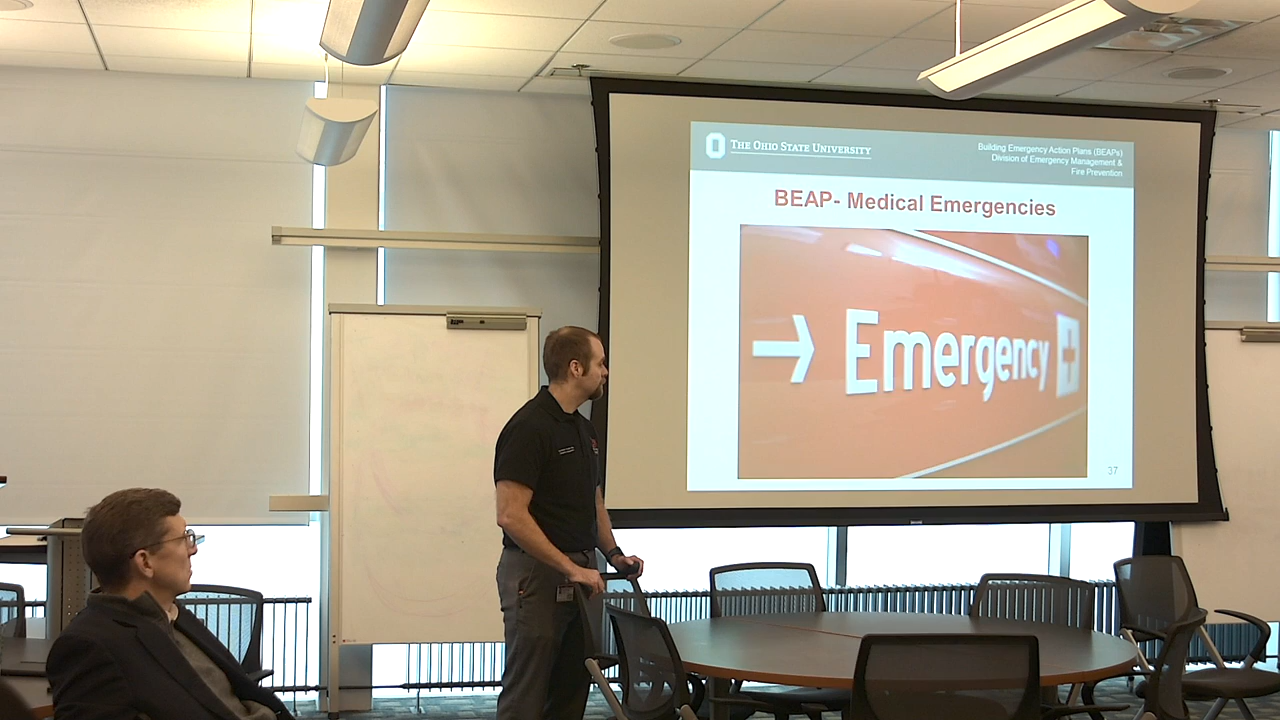 THE OHIO STATE UNIVERSITY
Building Emergency Action Plans (BEAPs)
Division of Emergency Management &
Fire Prevention
BEAP- Medical Emergencies
→ Emergency
37